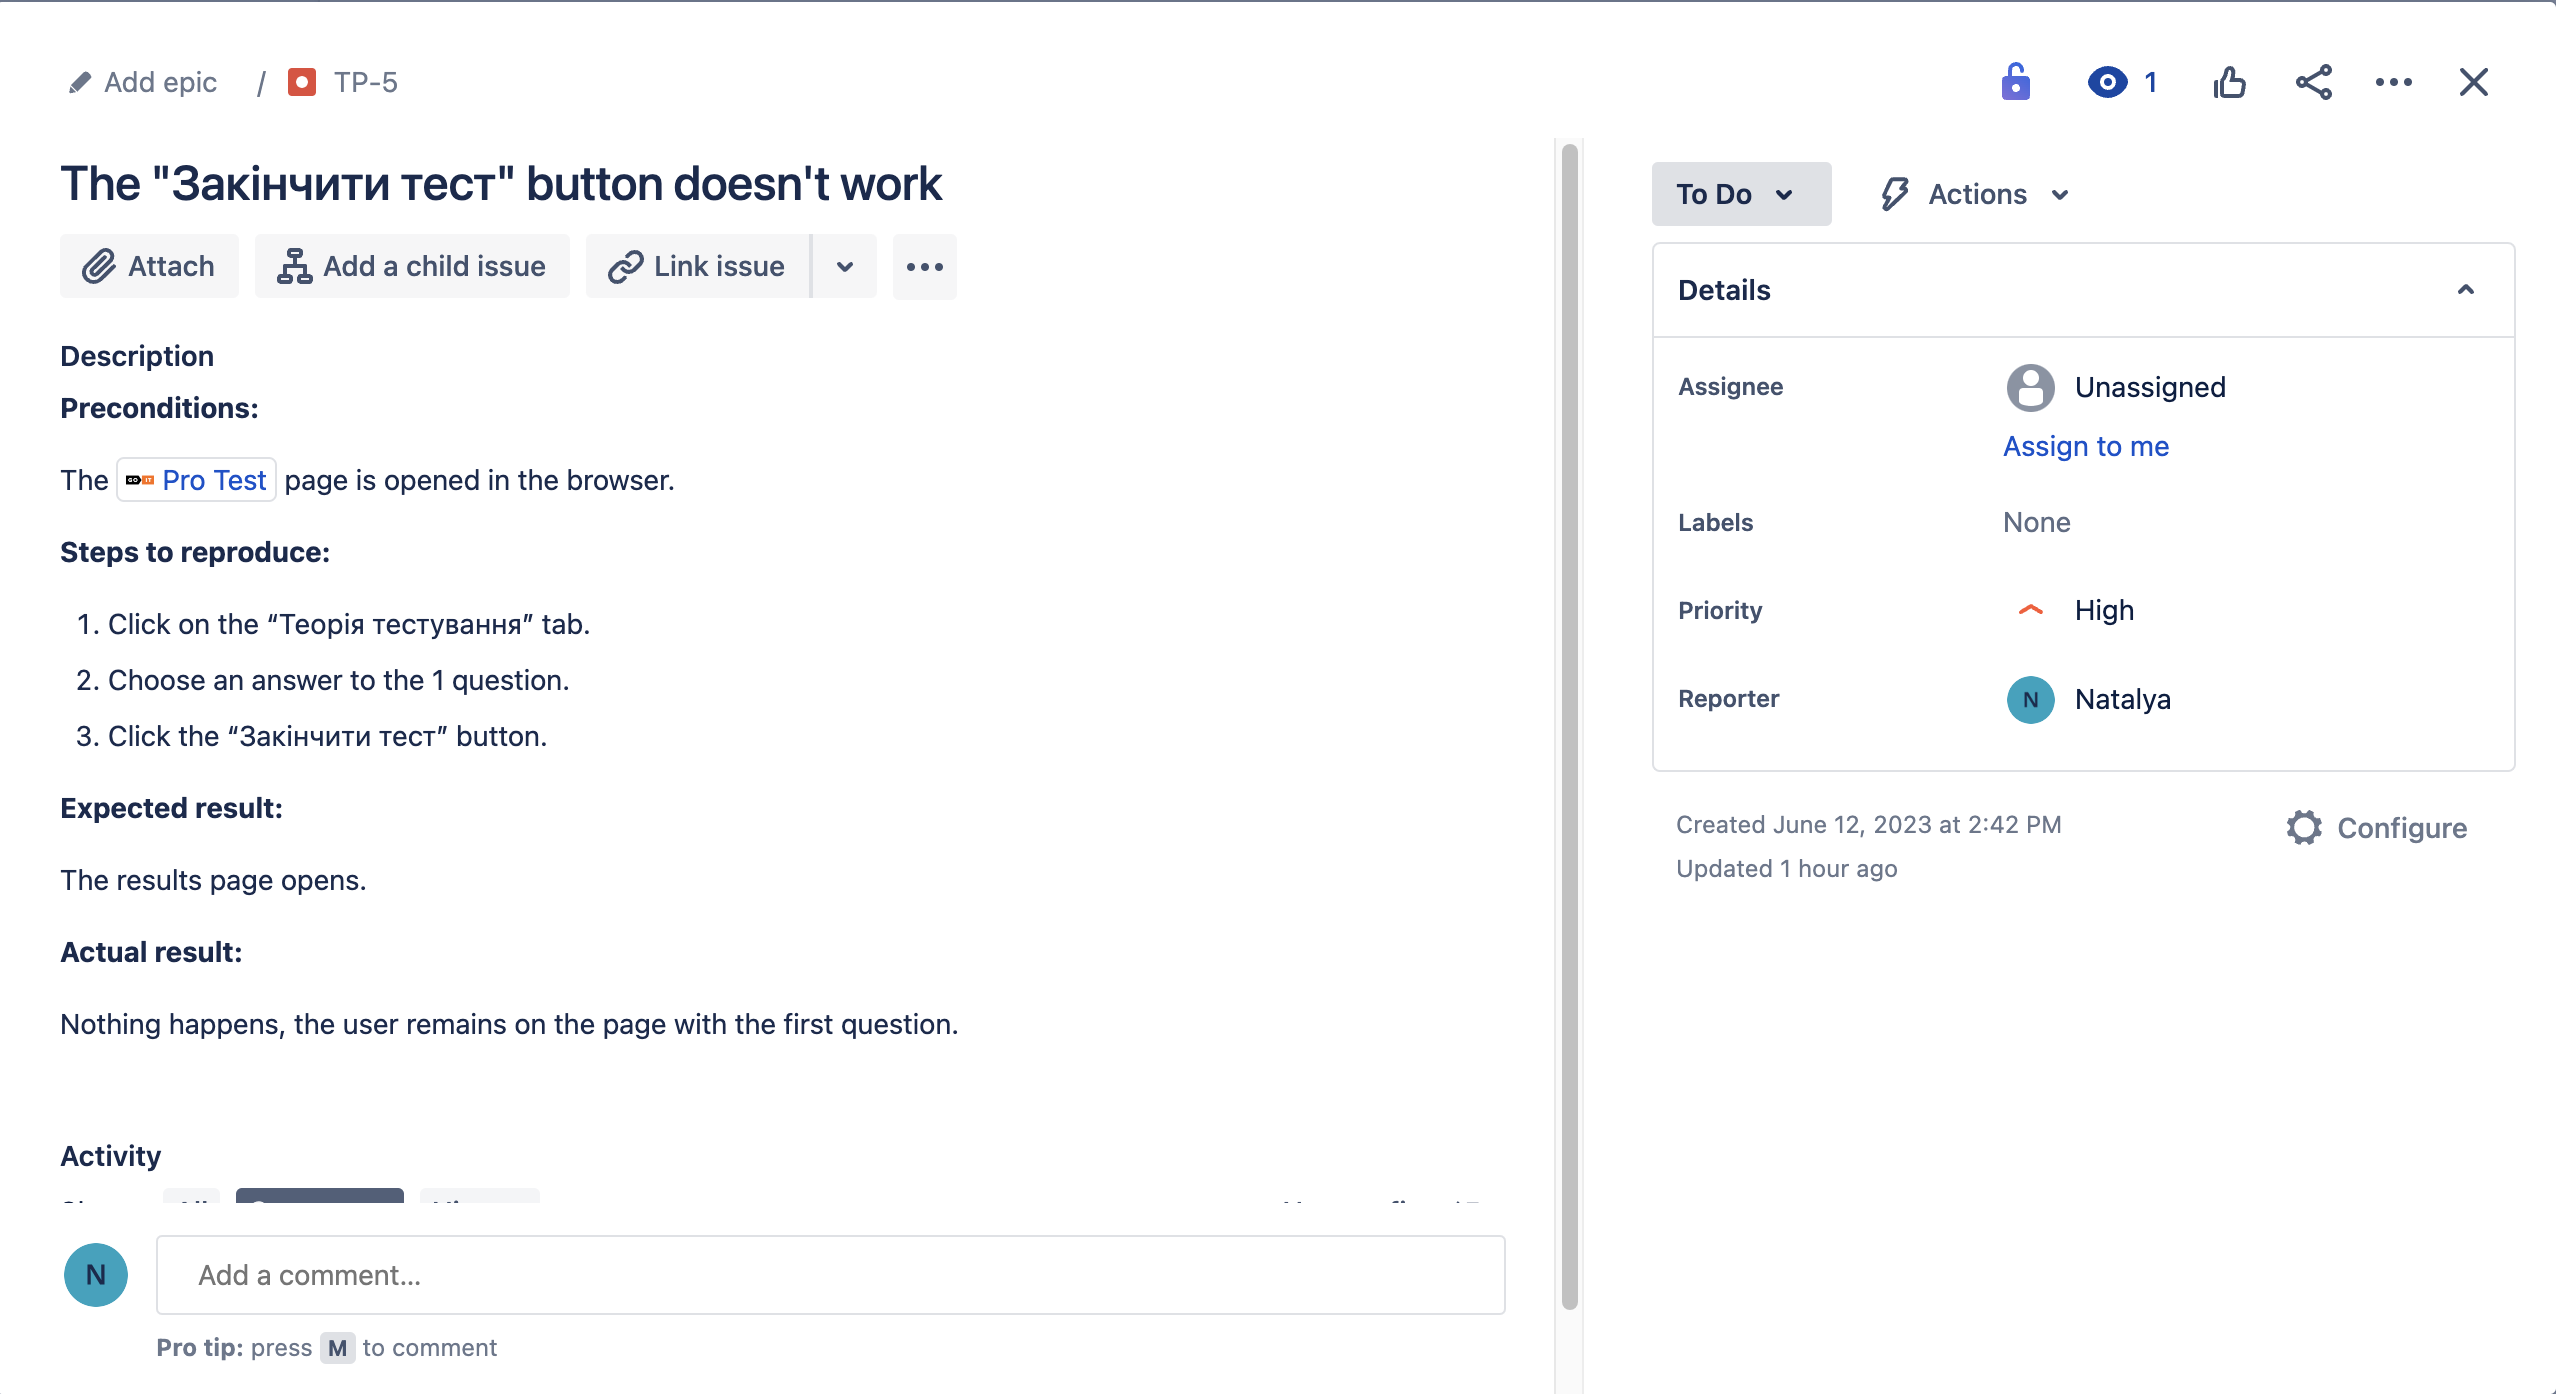 Add epic / TP-5
1
The "Закінчити тест" button doesn't work
Attach Add a child issue Link issue
Description
Preconditions:
The GO IT Pro Test page is opened in the browser.
Steps to reproduce:
1. Click on the “Теорія тестування” tab.
2. Choose an answer to the 1 question.
3. Click the “Закінчити тест” button.
Expected result:
The results page opens.
Actual result:
Nothing happens, the user remains on the page with the first question.
Activity
N Add a comment...
Pro tip: press M to comment
To Do Actions
Details
Assignee Unassigned
Assign to me
Labels None
Priority High
Reporter N Natalya
Created June 12, 2023 at 2:42 PM
Updated 1 hour ago
Configure